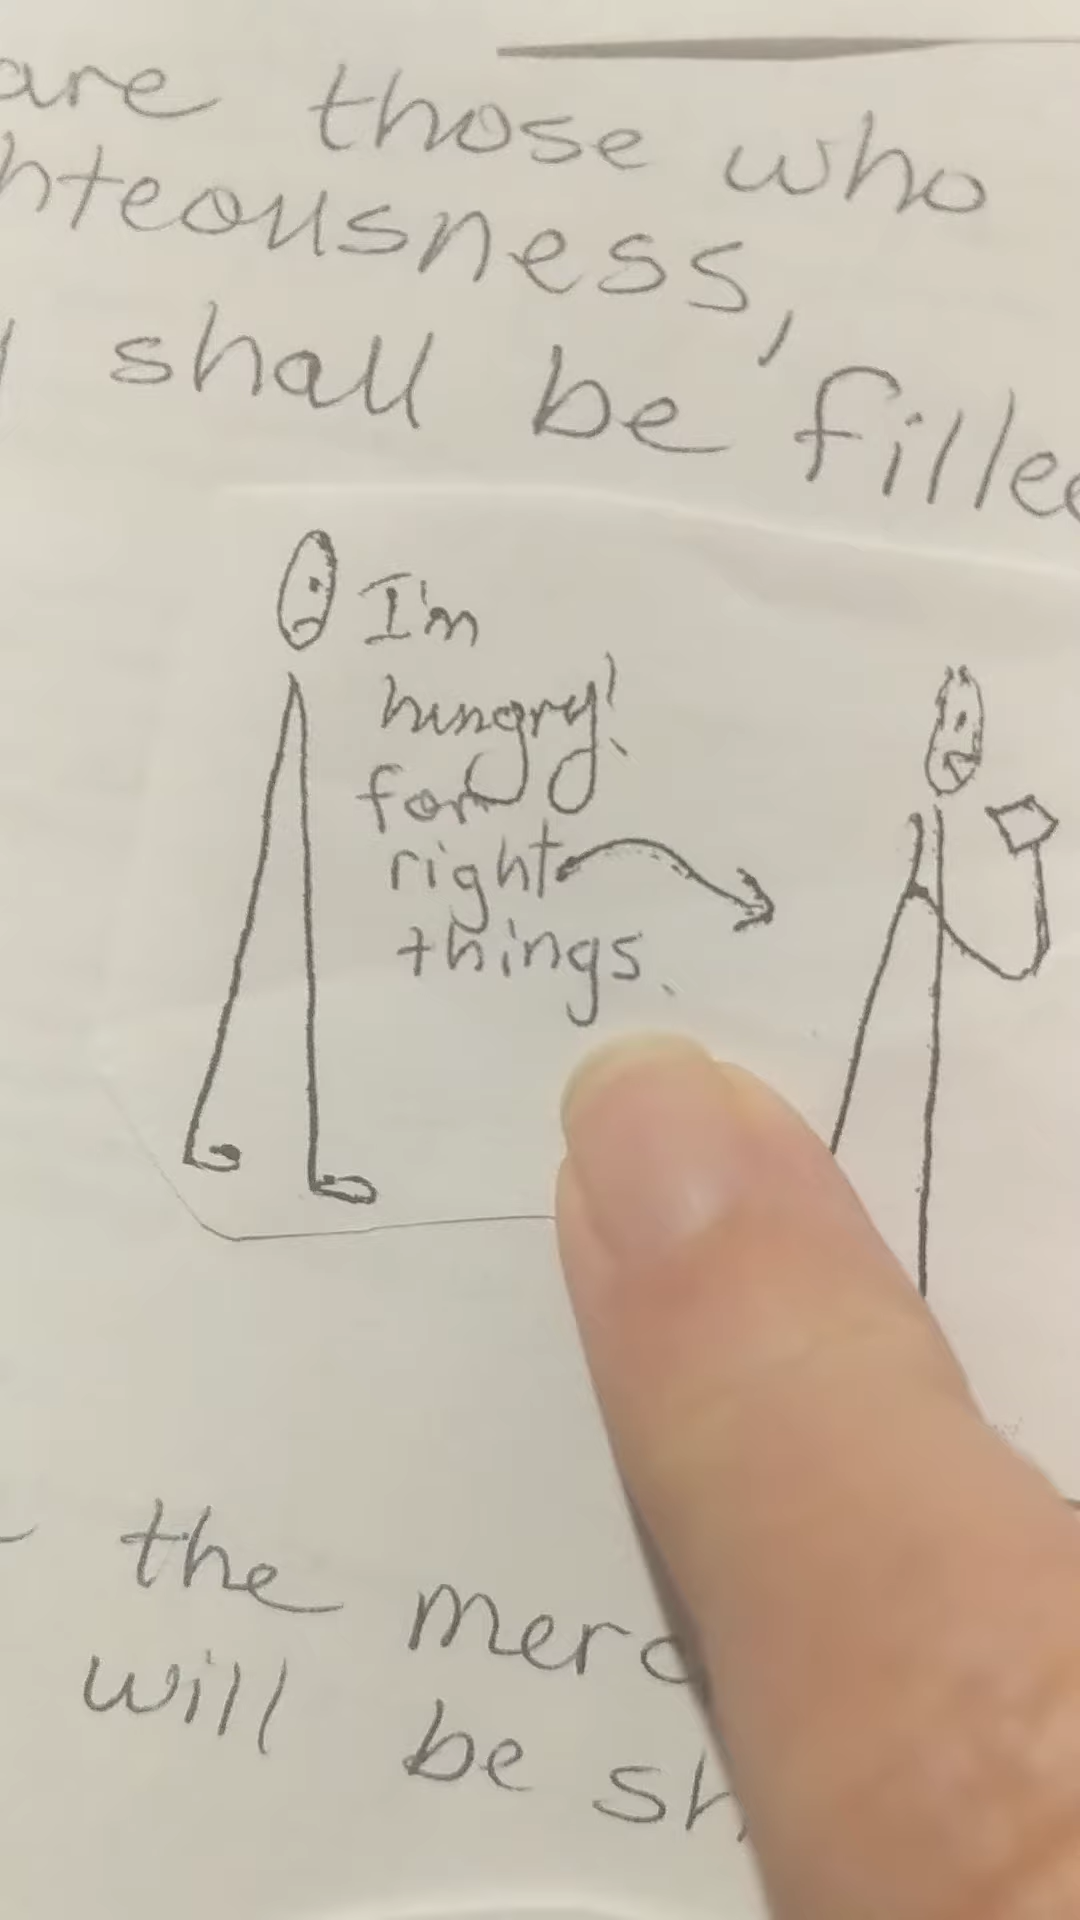 are those who
hteousness,
shall be fille
I'm
hungry!
for
right
things.
the merc
will be sh